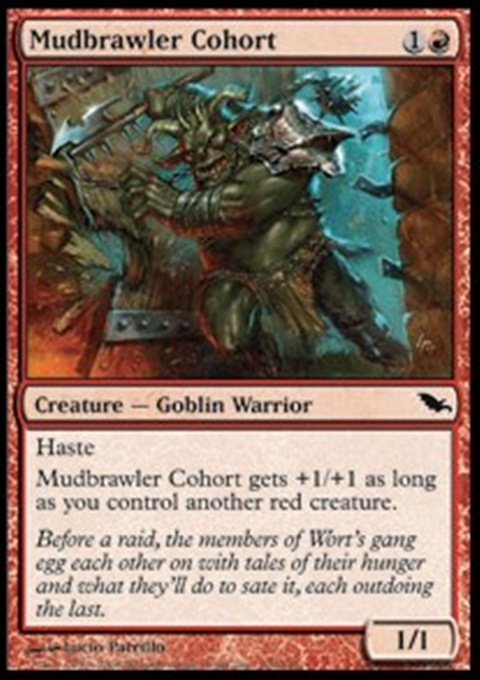 Mudbrawler Cohort 1
Creature — Goblin Warrior
Haste
Mudbrawler Cohort gets +1/+1 as long
as you control another red creature.
Before a raid, the members of Wort's gang
egg each other on with tales of their hunger
and what they'll do to sate it, each outdoing
the last.
Lucio Parrillo
1/1